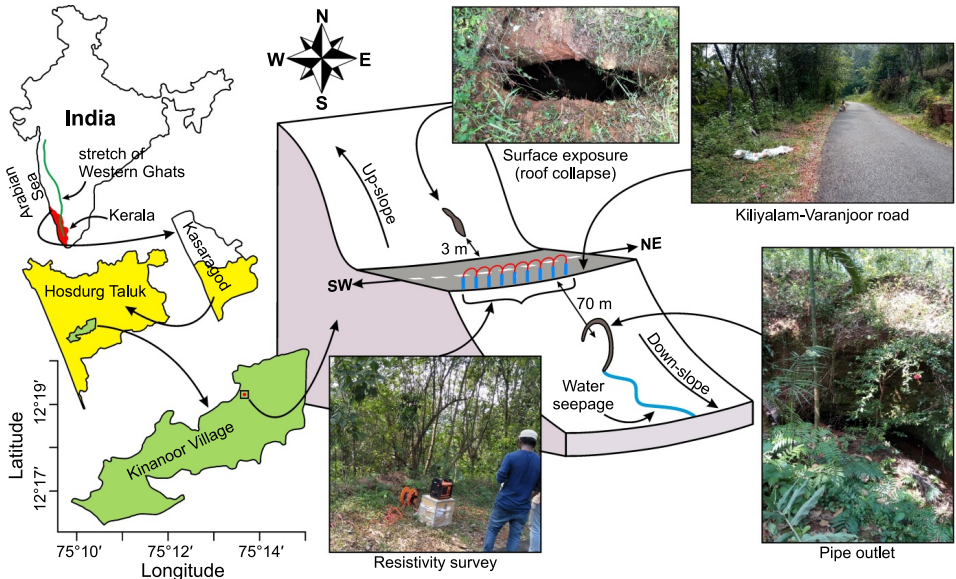 N
W
E
S
India
stretch of
Western Ghats
Arabian
Sea
Kerala
Kasaragod
Hosdurg Taluk
Kinanoor Village
12°19′
12°17′
Latitude
75°10′
75°12′
75°14′
Longitude
Up-slope
3 m
NE
SW
70 m
Down-slope
Water
seepage
Surface exposure
(roof collapse)
Kiliyalam-Varanjoor road
Resistivity survey
Pipe outlet